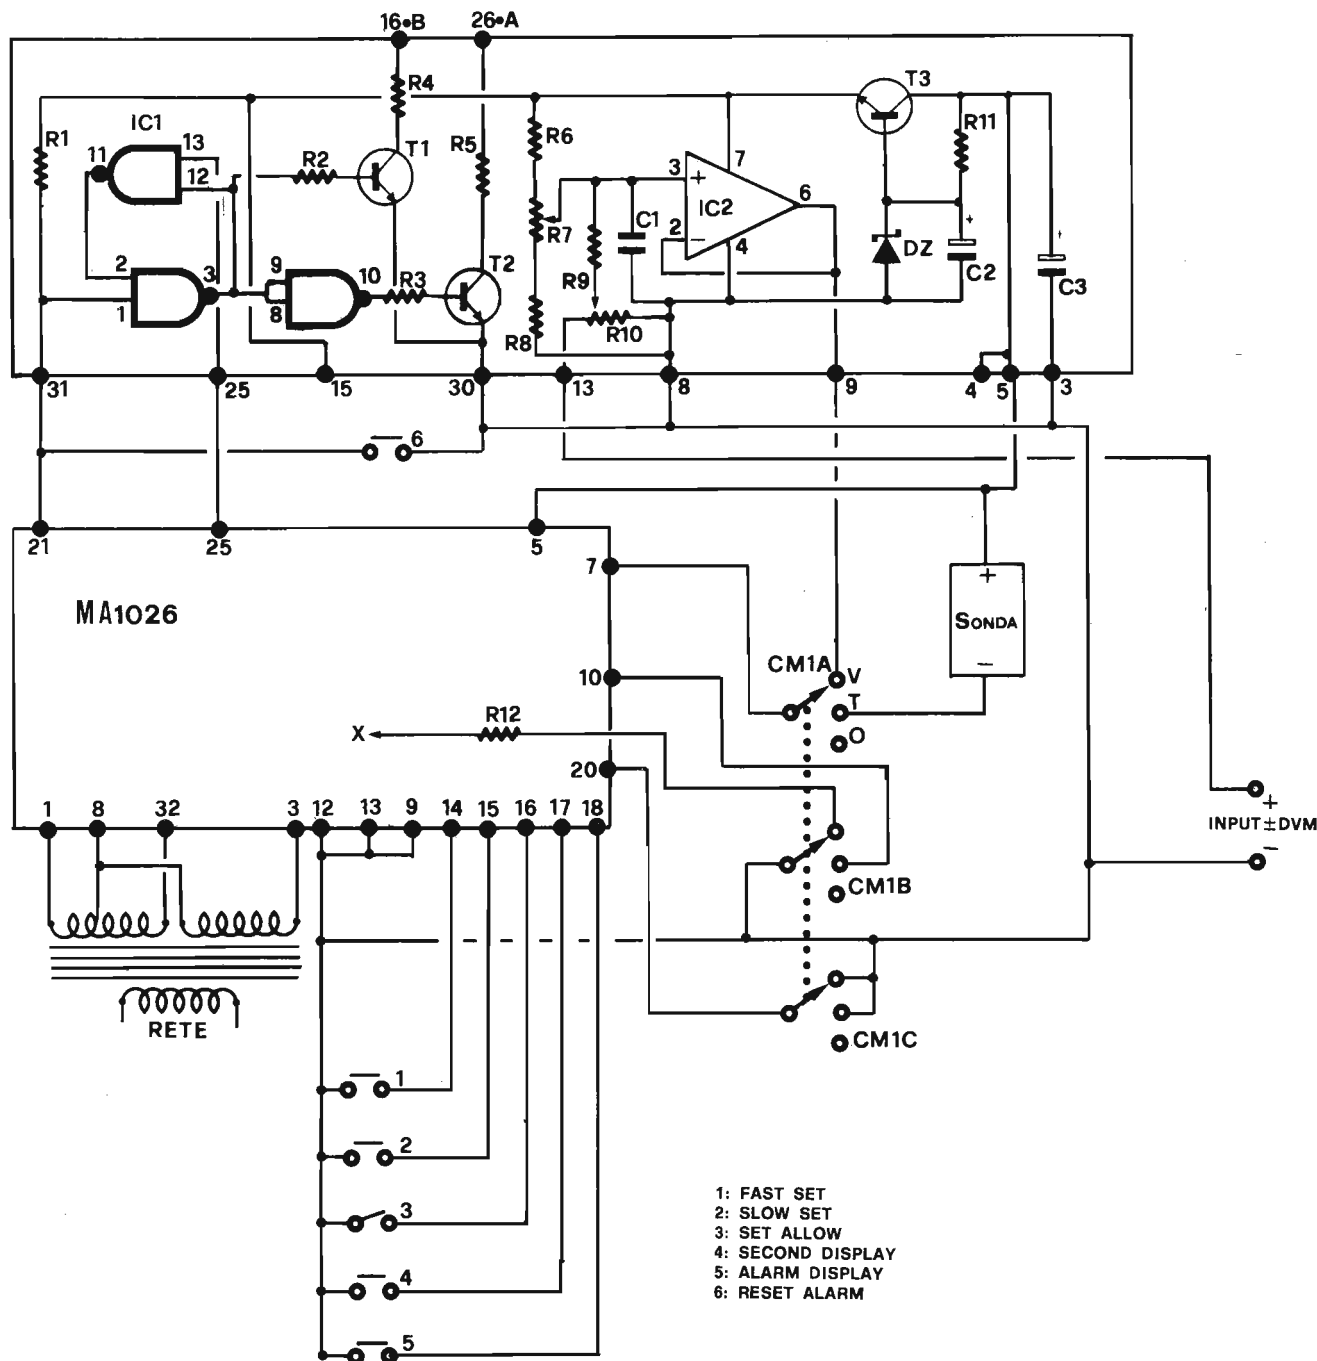 16•B 26•A
R4 T3
R1 IC1 R6 R11
11 13 12 R2 T1 R5 3 + 7 6
IC2
R7 C1 2 − 4 DZ + C2 + C3
2 3 9 10 R3 T2 R9
1 8 R8 R10
31 25 15 30 13 8 9 4 5 3
6
21 25 5
7
MA1026
+
SONDA
−
CM1A V
10 T
R12
X O
20
1 8 32 3 12 13 9 14 15 16 17 18
+
INPUT ± DVM
−
CM1B
RETE
CM1C
1
2
3
4
5
1: FAST SET
2: SLOW SET
3: SET ALLOW
4: SECOND DISPLAY
5: ALARM DISPLAY
6: RESET ALARM